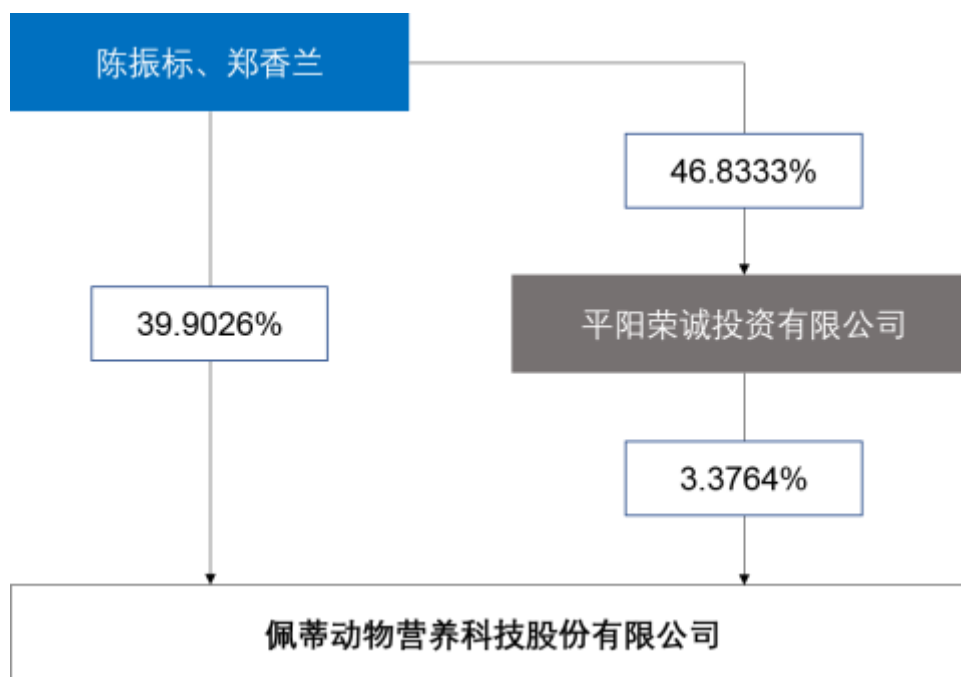 陈振标、郑香兰
46.8333%
39.9026%
平阳荣诚投资有限公司
3.3764%
佩蒂动物营养科技股份有限公司